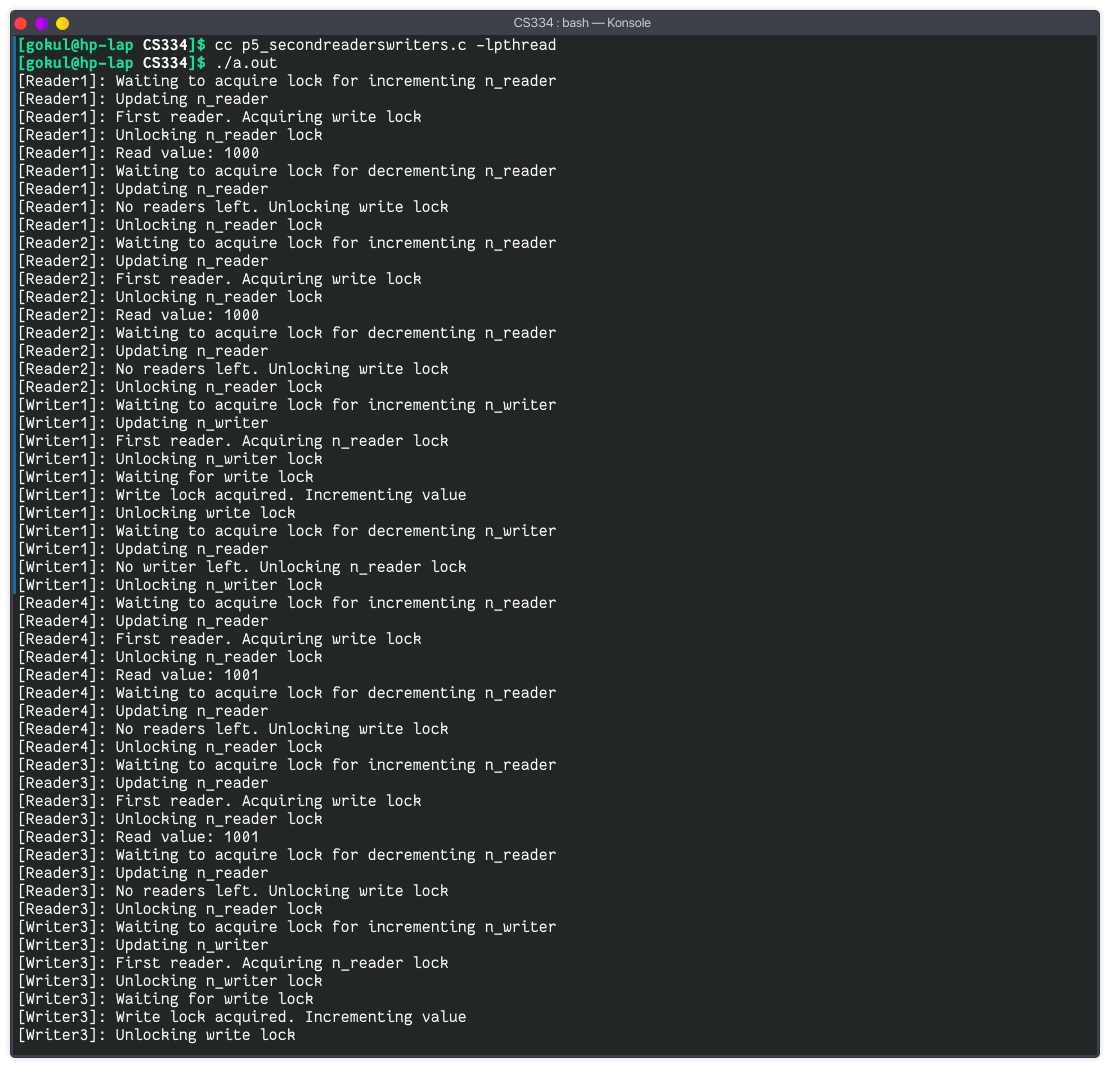 CS334 : bash — Konsole
[gokul@hp-lap CS334]$ cc p5_secondreaderswriters.c -lpthread
[gokul@hp-lap CS334]$ ./a.out
[Reader1]: Waiting to acquire lock for incrementing n_reader
[Reader1]: Updating n_reader
[Reader1]: First reader. Acquiring write lock
[Reader1]: Unlocking n_reader lock
[Reader1]: Read value: 1000
[Reader1]: Waiting to acquire lock for decrementing n_reader
[Reader1]: Updating n_reader
[Reader1]: No readers left. Unlocking write lock
[Reader1]: Unlocking n_reader lock
[Reader2]: Waiting to acquire lock for incrementing n_reader
[Reader2]: Updating n_reader
[Reader2]: First reader. Acquiring write lock
[Reader2]: Unlocking n_reader lock
[Reader2]: Read value: 1000
[Reader2]: Waiting to acquire lock for decrementing n_reader
[Reader2]: Updating n_reader
[Reader2]: No readers left. Unlocking write lock
[Reader2]: Unlocking n_reader lock
[Writer1]: Waiting to acquire lock for incrementing n_writer
[Writer1]: Updating n_writer
[Writer1]: First reader. Acquiring n_reader lock
[Writer1]: Unlocking n_writer lock
[Writer1]: Waiting for write lock
[Writer1]: Write lock acquired. Incrementing value
[Writer1]: Unlocking write lock
[Writer1]: Waiting to acquire lock for decrementing n_writer
[Writer1]: Updating n_reader
[Writer1]: No writer left. Unlocking n_reader lock
[Writer1]: Unlocking n_writer lock
[Reader4]: Waiting to acquire lock for incrementing n_reader
[Reader4]: Updating n_reader
[Reader4]: First reader. Acquiring write lock
[Reader4]: Unlocking n_reader lock
[Reader4]: Read value: 1001
[Reader4]: Waiting to acquire lock for decrementing n_reader
[Reader4]: Updating n_reader
[Reader4]: No readers left. Unlocking write lock
[Reader4]: Unlocking n_reader lock
[Reader3]: Waiting to acquire lock for incrementing n_reader
[Reader3]: Updating n_reader
[Reader3]: First reader. Acquiring write lock
[Reader3]: Unlocking n_reader lock
[Reader3]: Read value: 1001
[Reader3]: Waiting to acquire lock for decrementing n_reader
[Reader3]: Updating n_reader
[Reader3]: No readers left. Unlocking write lock
[Reader3]: Unlocking n_reader lock
[Writer3]: Waiting to acquire lock for incrementing n_writer
[Writer3]: Updating n_writer
[Writer3]: First reader. Acquiring n_reader lock
[Writer3]: Unlocking n_writer lock
[Writer3]: Waiting for write lock
[Writer3]: Write lock acquired. Incrementing value
[Writer3]: Unlocking write lock